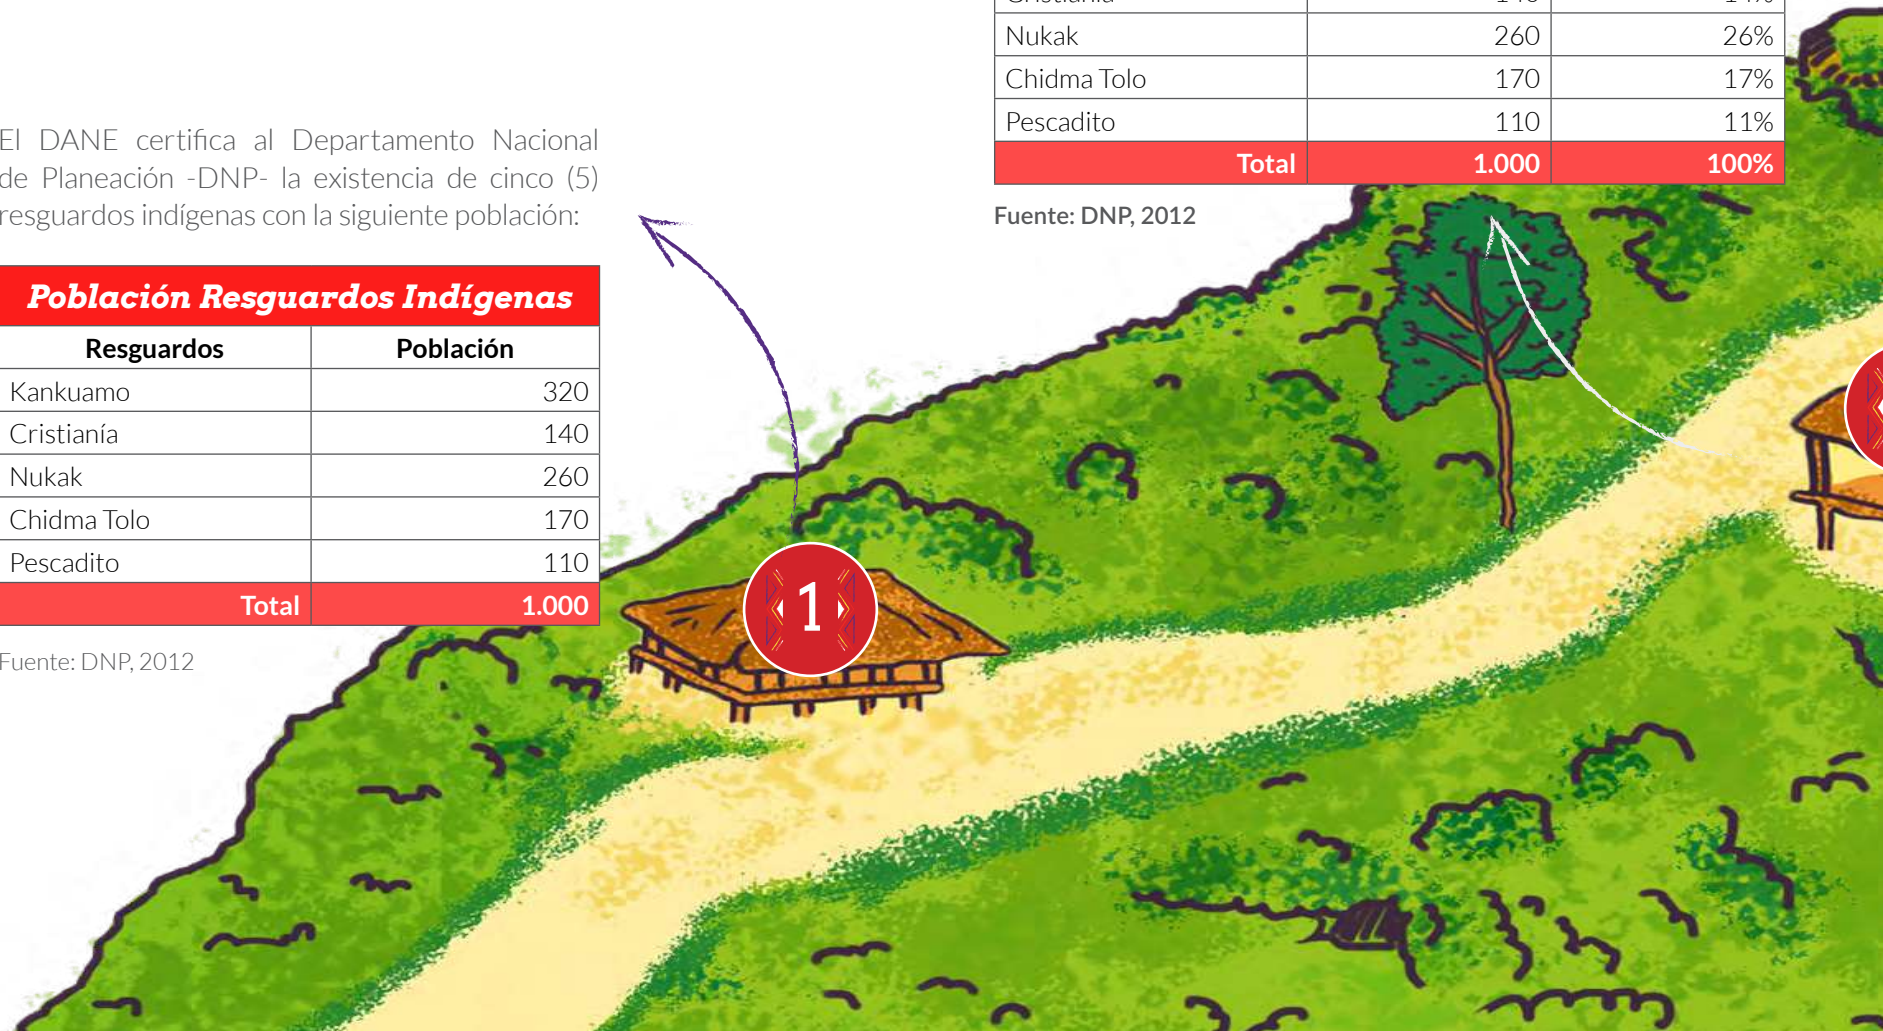 El DANE certifica al Departamento Nacional
de Planeación -DNP- la existencia de cinco (5)
resguardos indígenas con la siguiente población:
Población Resguardos Indígenas
Resguardos Población
Kankuamo 320
Cristianía 140
Nukak 260
Chidma Tolo 170
Pescadito 110
Total 1.000
Fuente: DNP, 2012
1
Cristianía 140 14%
Nukak 260 26%
Chidma Tolo 170 17%
Pescadito 110 11%
Total 1.000 100%
Fuente: DNP, 2012